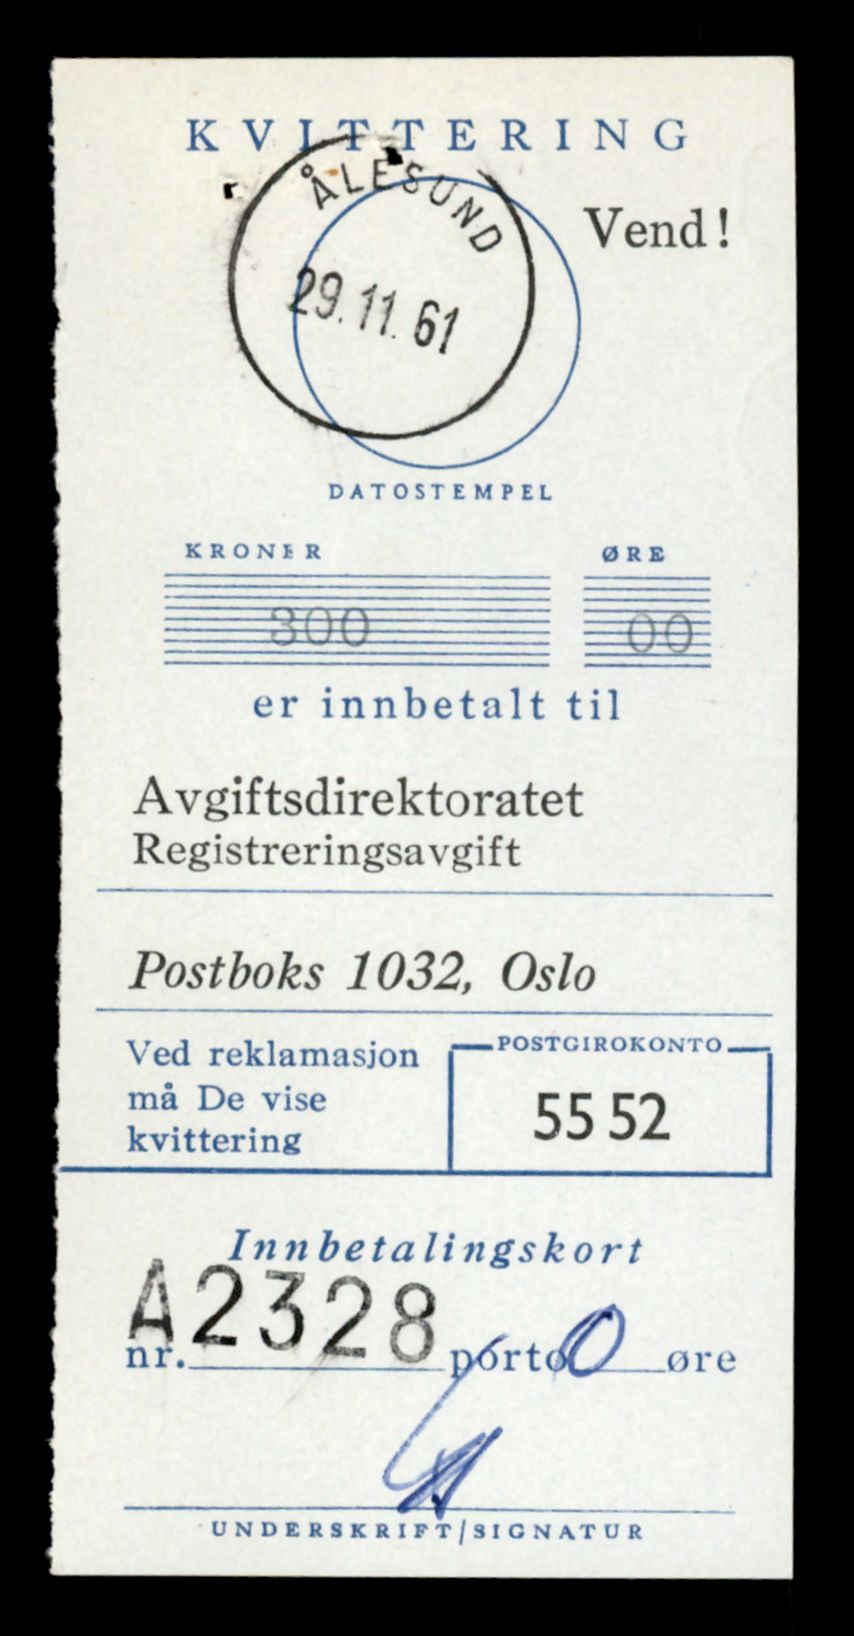 KVITTERING
ÅLESUND
Vend!
29.11.61
DATOSTEMPEL
KRONER ØRE
300 00
er innbetalt til
Avgiftsdirektoratet
Registreringsavgift
Postboks 1032, Oslo
Ved reklamasjon
må De vise
kvittering
POSTGIROKONTO
55 52
Innbetalingskort
nr. A2328 porto 0 øre
UNDERSKRIFT/SIGNATUR